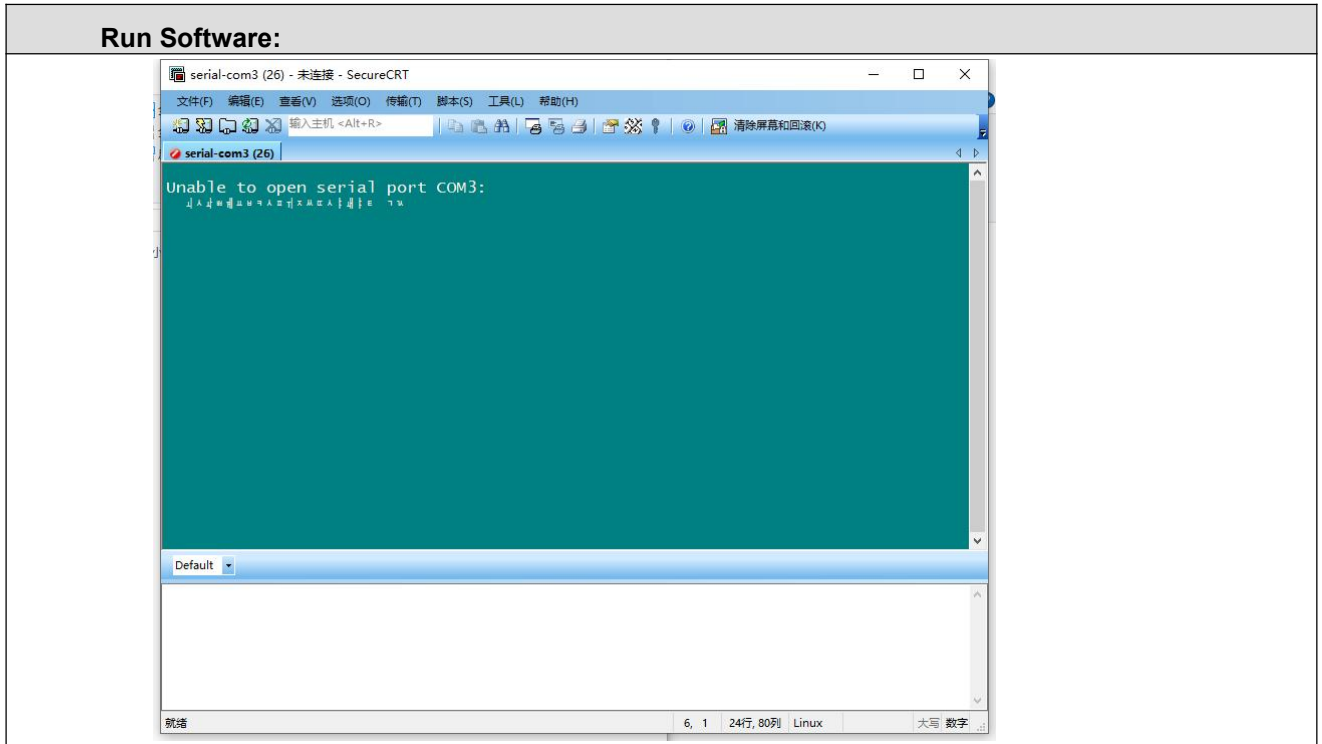 Run Software:
serial-com3 (26) - 未连接 - SecureCRT
文件(F) 编辑(E) 查看(V) 选项(O) 传输(T) 脚本(S) 工具(L) 帮助(H)
输入主机 <Alt+R> 清除屏幕和回滚(K)
serial-com3 (26)
Unable to open serial port COM3:
Default
就绪 6, 1 24行, 80列 Linux 大写 数字